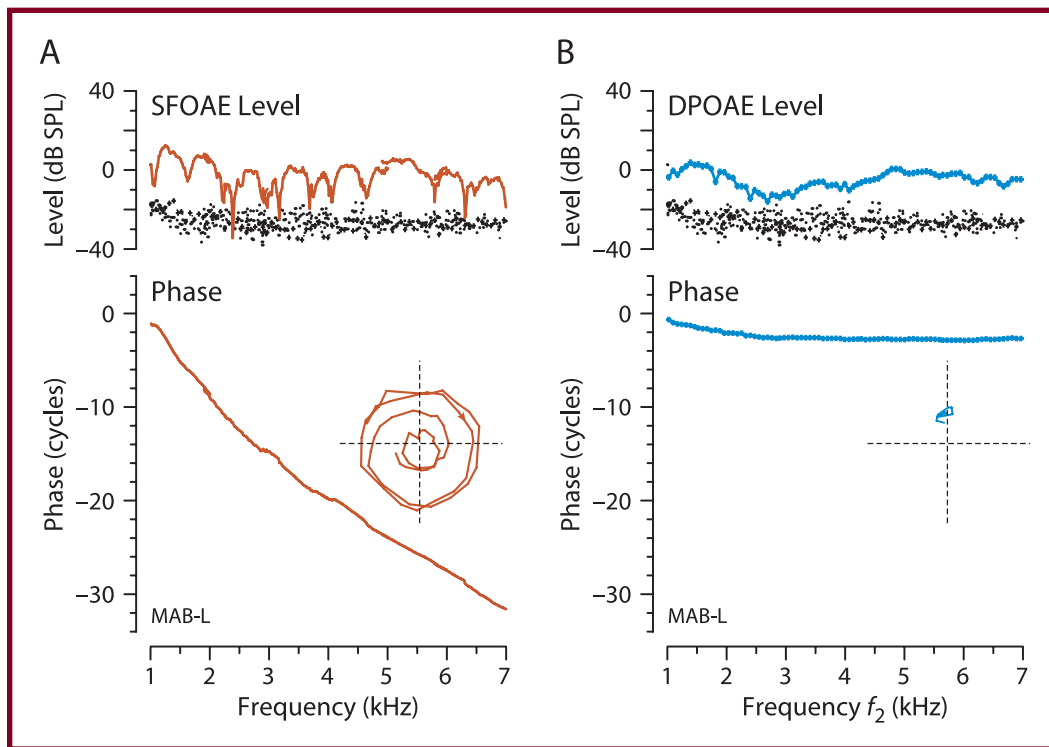 A
SFOAE Level
Level (dB SPL)
40
0
−40
Phase
Phase (cycles)
0
−10
−20
−30
MAB-L
1 2 3 4 5 6 7
Frequency (kHz)
B
DPOAE Level
Level (dB SPL)
40
0
−40
Phase
Phase (cycles)
0
−10
−20
−30
MAB-L
1 2 3 4 5 6 7
Frequency f₂ (kHz)